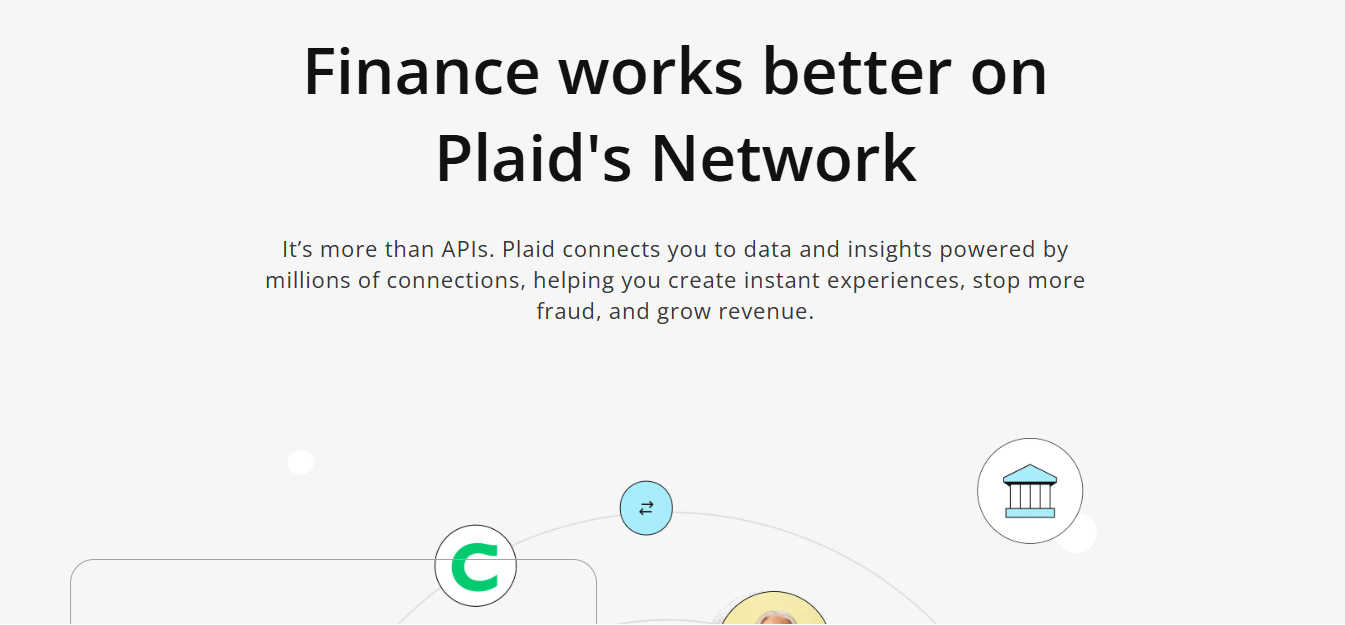 Finance works better on
Plaid's Network
It’s more than APIs. Plaid connects you to data and insights powered by
millions of connections, helping you create instant experiences, stop more
fraud, and grow revenue.